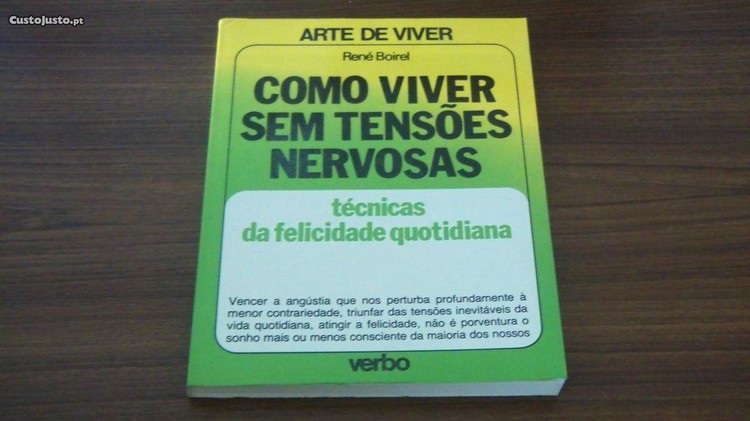 CustoJusto.pt
ARTE DE VIVER
René Boirel
COMO VIVER
SEM TENSÕES
NERVOSAS
técnicas
da felicidade quotidiana
Vencer a angústia que nos perturba profundamente à
menor contrariedade, triunfar das tensões inevitáveis da
vida quotidiana, atingir a felicidade, não é porventura o
sonho mais ou menos consciente da maioria dos nossos
verbo